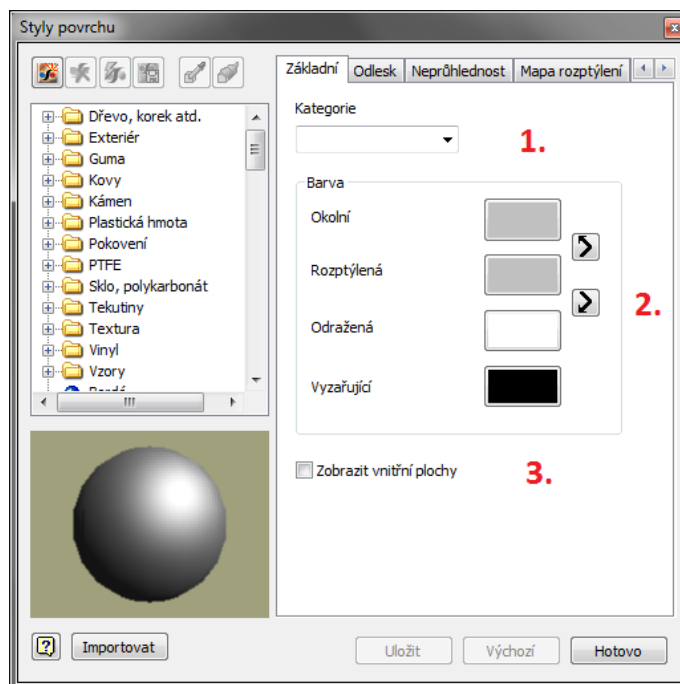 Styly povrchu
Základní
Odlesk
Neprůhlednost
Mapa rozptýlení
Dřevo, korek atd.
Exteriér
Guma
Kovy
Kámen
Plastická hmota
Pokovení
PTFE
Sklo, polykarbonát
Tekutiny
Textura
Vinyl
Vzory
Kategorie
1.
Barva
Okolní
Rozptýlená
Odražená
Vyzařující
2.
Zobrazit vnitřní plochy
3.
Importovat
Uložit
Výchozí
Hotovo